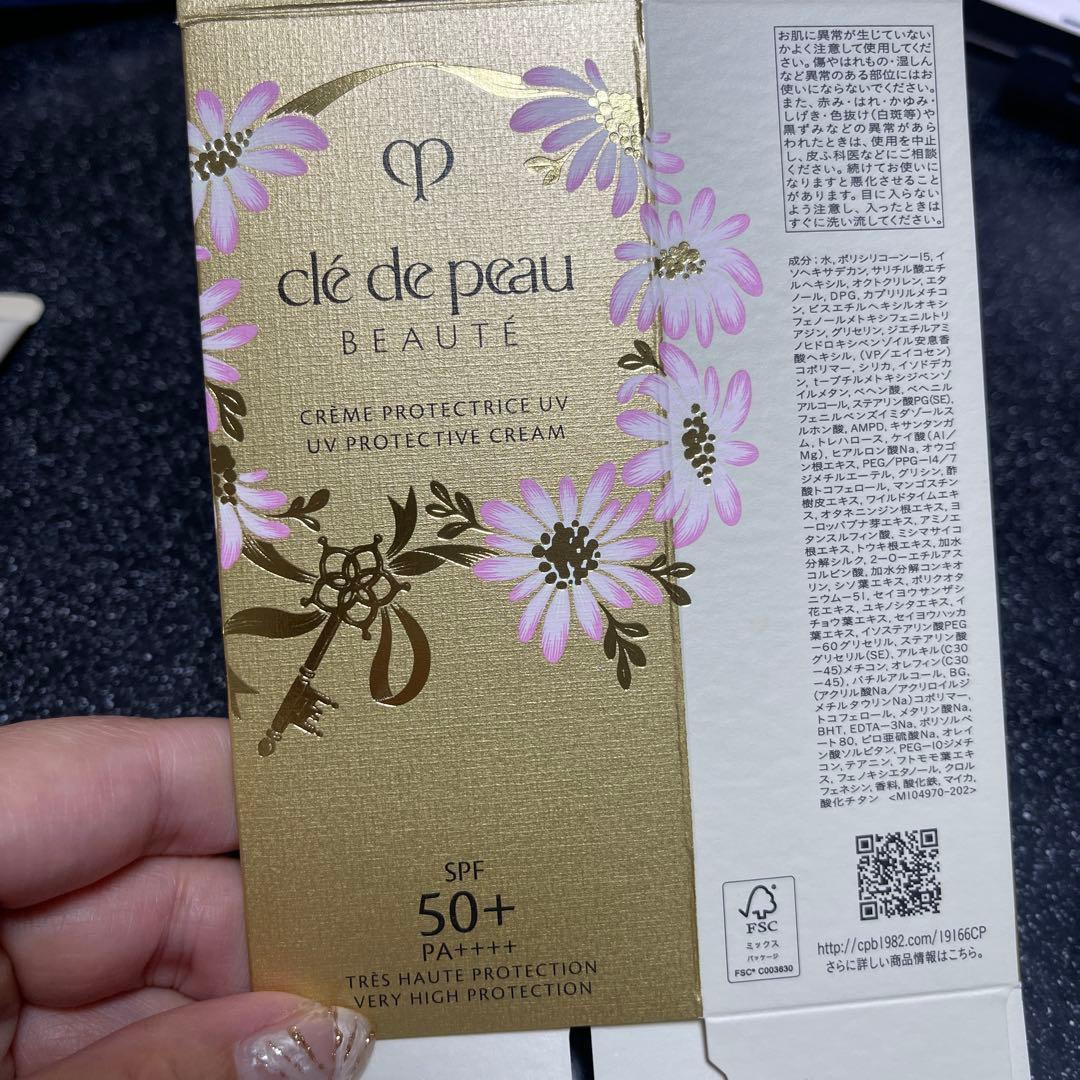 clé de peau
BEAUTÉ
CRÈME PROTECTRICE UV
UV PROTECTIVE CREAM
SPF
50+
PA++++
TRÈS HAUTE PROTECTION
VERY HIGH PROTECTION
お肌に異常が生じていない
かよく注意して使用してくだ
さい。傷やはれもの・湿しん
など異常のある部位にはお
使いにならないでください。
また、赤み・はれ・かゆみ・
しげき・色抜け(白斑等)や
黒ずみなどの異常があら
われたときは、使用を中止
し、皮ふ科医などにご相談
ください。続けてお使いに
なりますと悪化させること
があります。目に入らない
よう注意し、入ったときは
すぐに洗い流してください。
成分;水, ポリシリコーン-15, イ
ソヘキサデカン, サリチル酸エチ
ルヘキシル, オクトクリレン, エタ
ノール, DPG, カプリリルメチコ
ン, ビスエチルヘキシルオキシ
フェノールメトキシフェニルトリ
アジン, グリセリン, ジエチルアミ
ノヒドロキシベンゾイル安息香
酸ヘキシル, (VP/エイコセン)
コポリマー, シリカ, イソドデカ
ン, t-ブチルメトキシジベンゾ
イルメタン, ベヘン酸, ベヘニル
アルコール, ステアリン酸PG(SE),
フェニルベンズイミダゾールス
ルホン酸, AMPD, キサンタンガ
ム, トレハロース, ケイ酸(Al/
Mg), ヒアルロン酸Na, オウゴ
ン根エキス, PEG/PPG-14/7
ジメチルエーテル, グリシン, 酢
酸トコフェロール, マンゴスチン
樹皮エキス, ワイルドタイムエキ
ス, オタネニンジン根エキス, ヨ
ーロッパブナ芽エキス, アミノエ
タンスルフィン酸, ミシマサイコ
根エキス, トウキ根エキス, 加水
分解シルク, 2-O-エチルアス
コルビン酸, 加水分解コンキオ
リン, シソ葉エキス, ポリクオタ
ニウム-51, セイヨウサンザシ
花エキス, ユキノシタエキス, イ
チョウ葉エキス, セイヨウハッカ
葉エキス, イソステアリン酸PEG
-60グリセリル, ステアリン酸
グリセリル(SE), アルキル(C30
-45)メチコン, オレフィン(C30
-45), バチルアルコール, BG,
(アクリル酸Na/アクリロイルジ
メチルタウリンNa)コポリマー,
トコフェロール, メタリン酸Na,
BHT, EDTA-3Na, ポリソルベ
ート80, ピロ亜硫酸Na, オレイ
ン酸ソルビタン, PEG-10ジメチ
コン, テアニン, フトモモ葉エキ
ス, フェノキシエタノール, クロル
フェネシン, 香料, 酸化鉄, マイカ,
酸化チタン <M104970-202>
FSC
ミックス
パッケージ
FSC® C003630
http://cpb1982.com/19166CP
さらに詳しい商品情報はこちら。